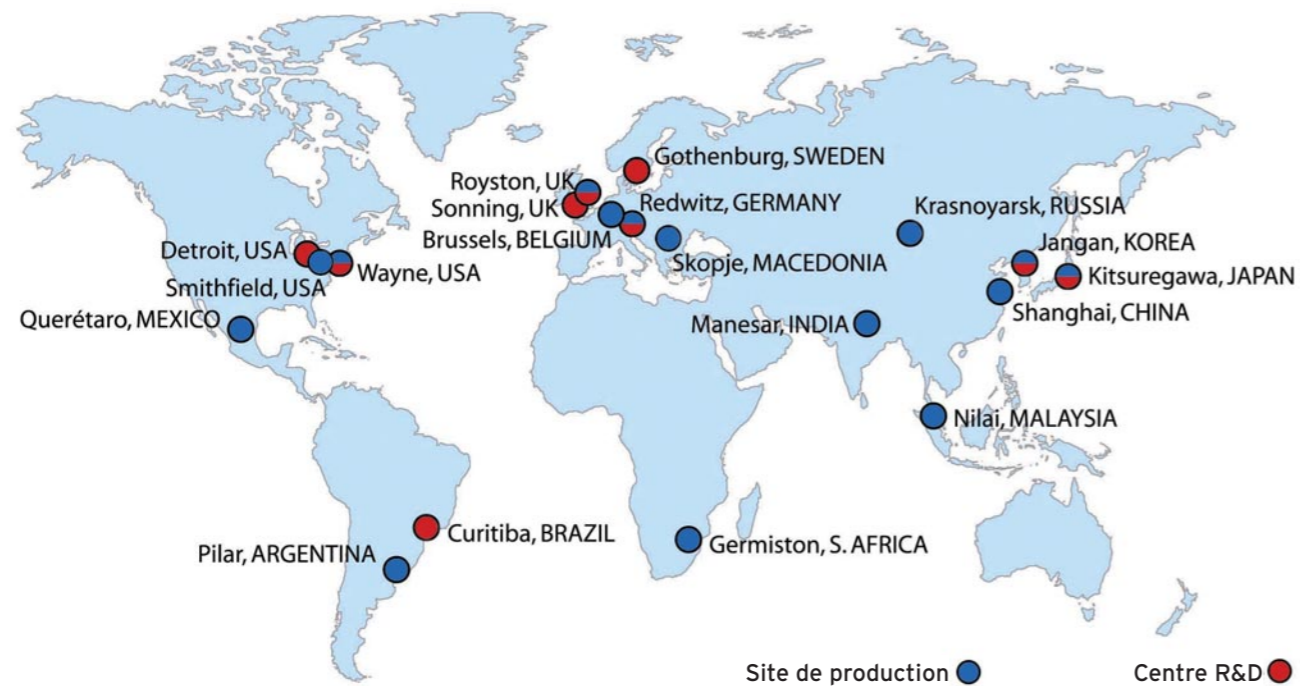 Gothenburg, SWEDEN
Royston, UK
Sonning, UK
Redwitz, GERMANY
Krasnoyarsk, RUSSIA
Brussels, BELGIUM
Detroit, USA
Jangan, KOREA
Skopje, MACEDONIA
Wayne, USA
Kitsuregawa, JAPAN
Smithfield, USA
Shanghai, CHINA
Querétaro, MEXICO
Manesar, INDIA
Nilai, MALAYSIA
Curitiba, BRAZIL
Germiston, S. AFRICA
Pilar, ARGENTINA
Site de production
Centre R&D